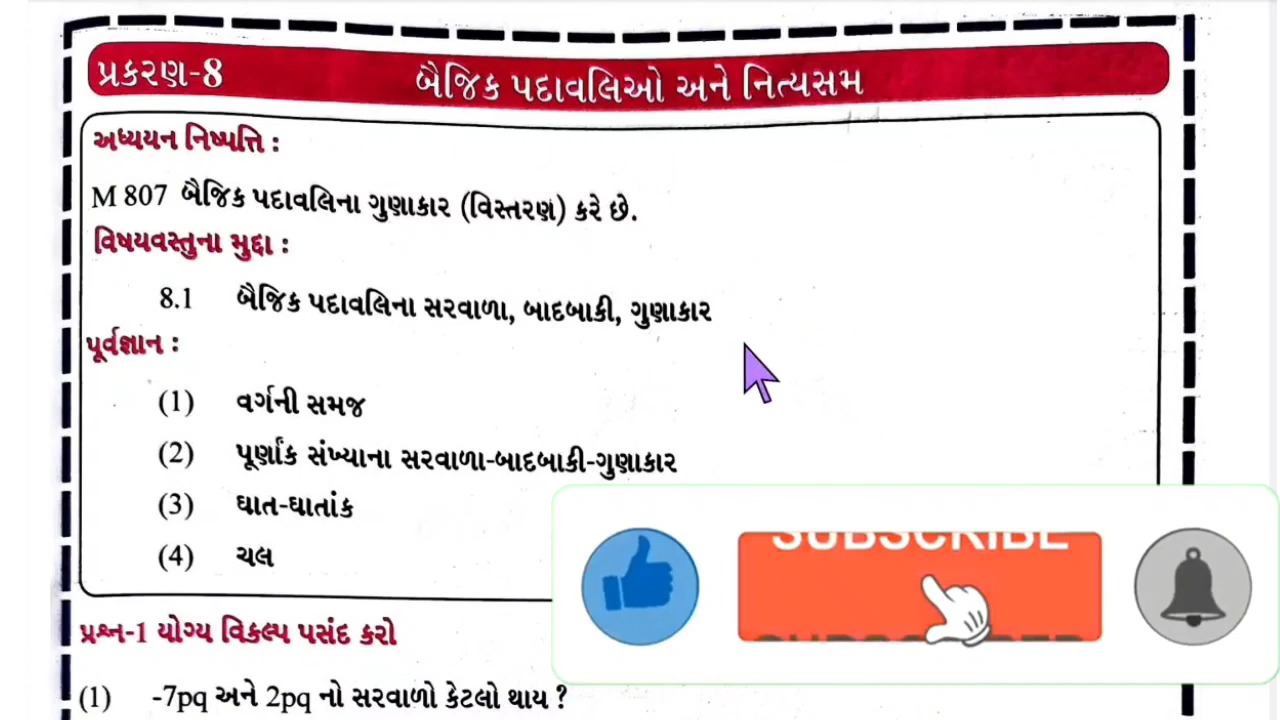 પ્રકરણ-8 બૈજિક પદાવલિઓ અને નિત્યસમ
અધ્યયન નિષ્પત્તિ :
M 807 બૈજિક પદાવલિના ગુણાકાર (વિસ્તરણ) કરે છે.
વિષયવસ્તુના મુદ્દા :
8.1 બૈજિક પદાવલિના સરવાળા, બાદબાકી, ગુણાકાર
પૂર્વજ્ઞાન :
(1) વર્ગની સમજ
(2) પૂર્ણાંક સંખ્યાના સરવાળા-બાદબાકી-ગુણાકાર
(3) ઘાત-ઘાતાંક
(4) ચલ
SUBSCRIBE
SUBSCRIBED
પ્રશ્ન-1 યોગ્ય વિકલ્પ પસંદ કરો
(1) -7pq અને 2pq નો સરવાળો કેટલો થાય ?